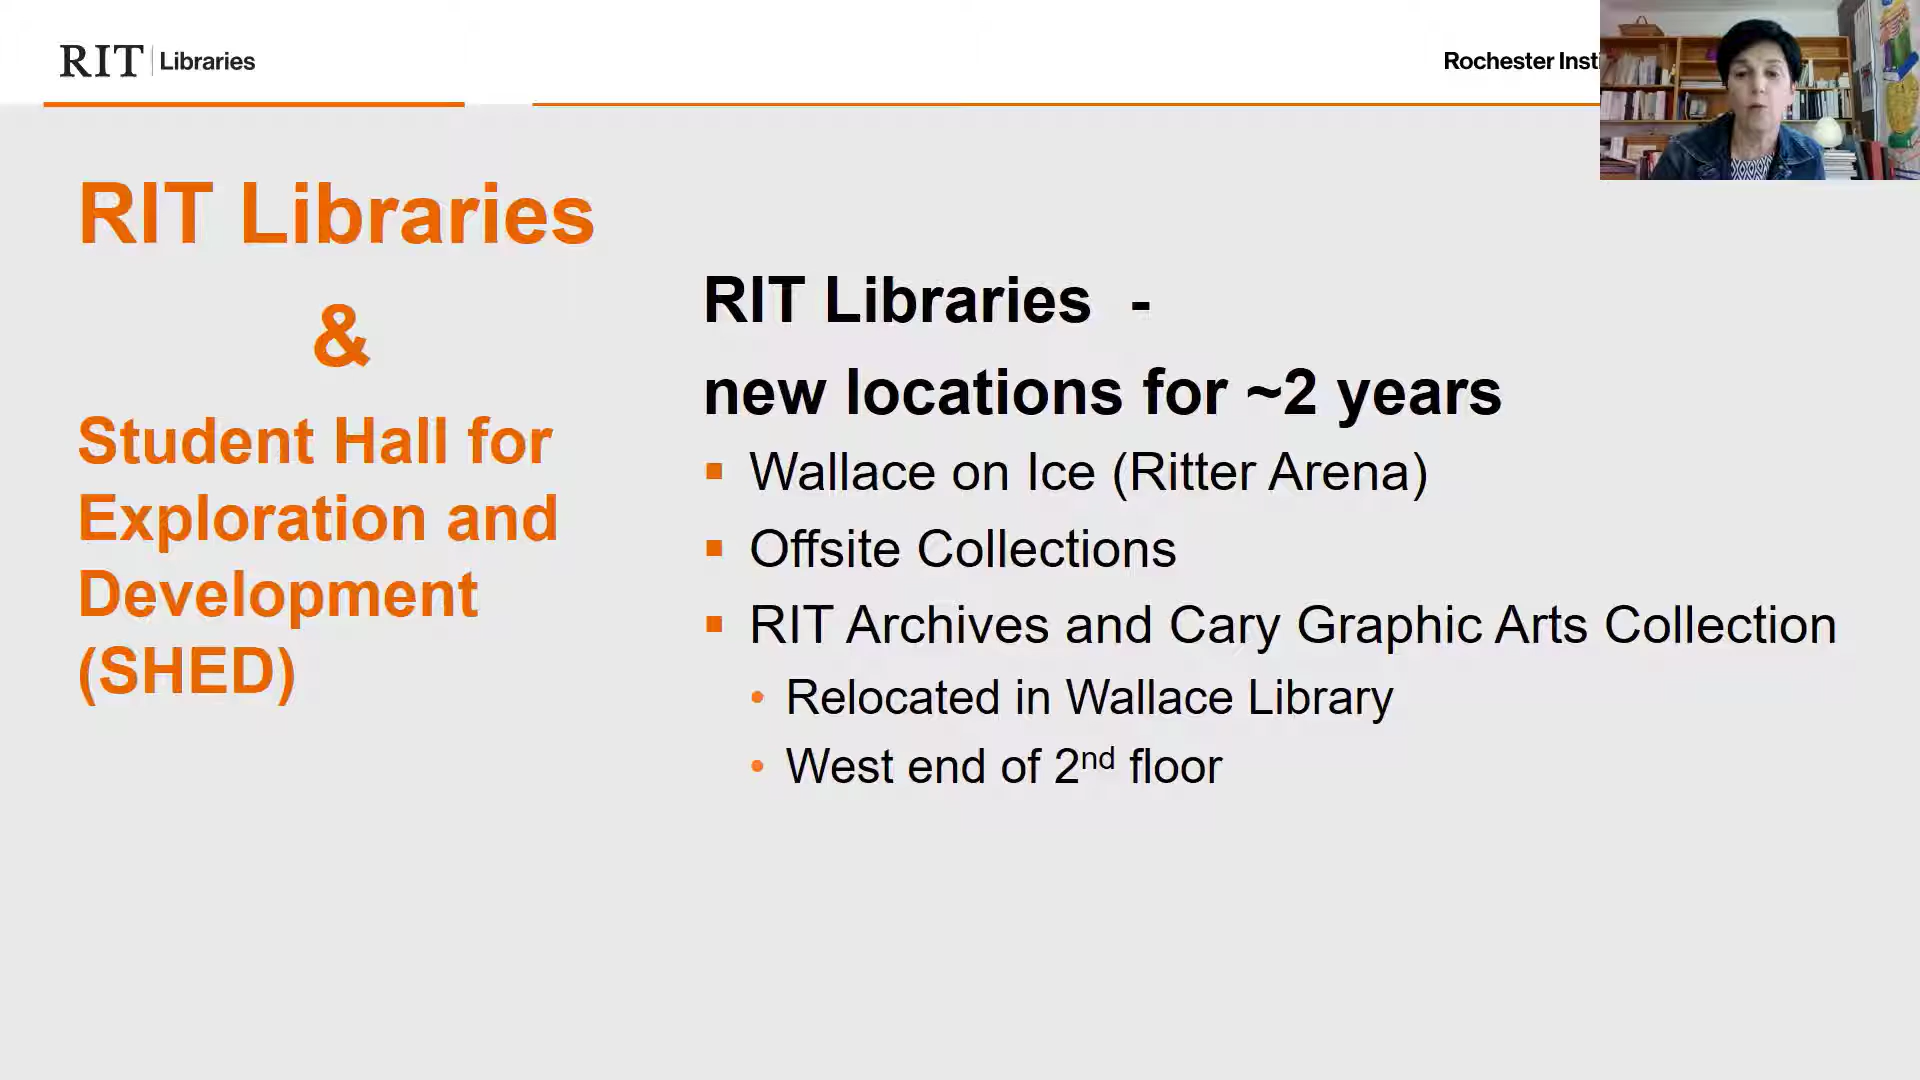 RIT Libraries
Rochester Insti
RIT Libraries
&
Student Hall for
Exploration and
Development
(SHED)
RIT Libraries -
new locations for ~2 years
Wallace on Ice (Ritter Arena)
Offsite Collections
RIT Archives and Cary Graphic Arts Collection
Relocated in Wallace Library
West end of 2nd floor